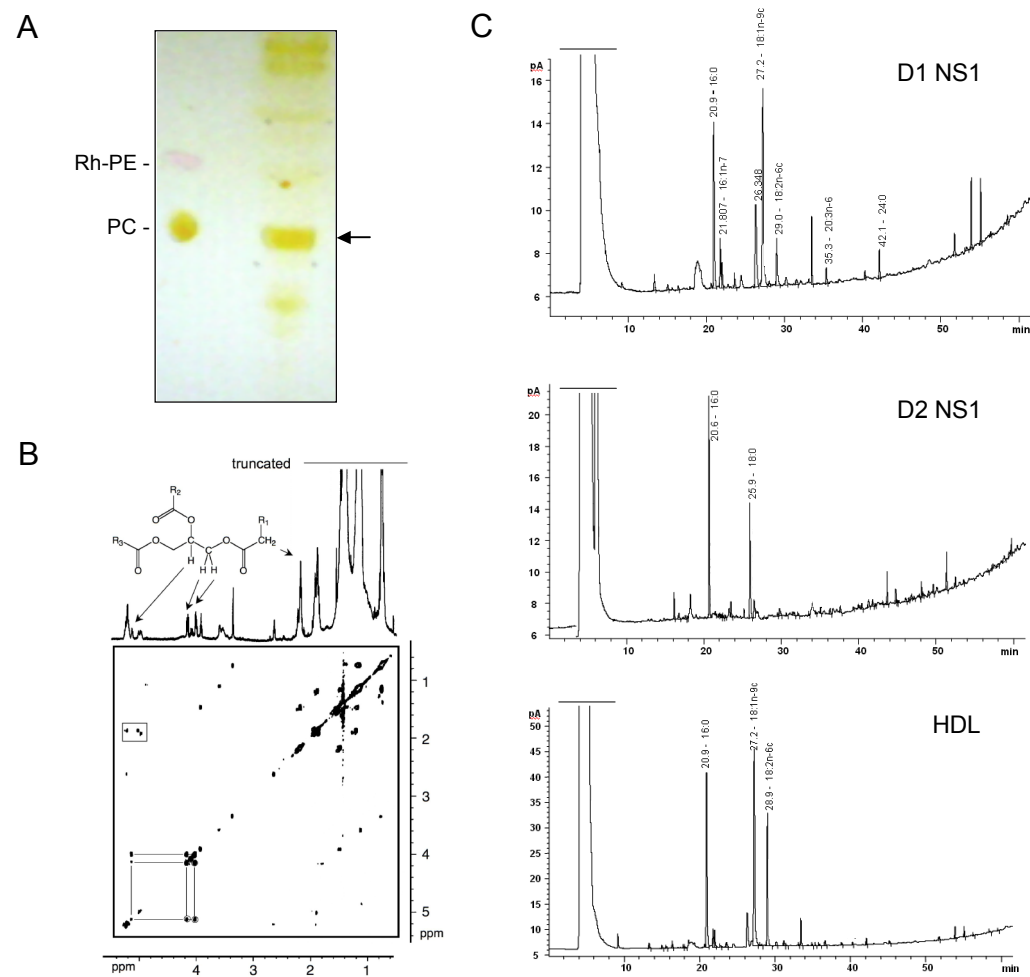 A
Rh-PE -
PC -
B
truncated
R2
O
O
R1
R3
O
C
C
O
CH2
O
H
H H
O
1
2
3
4
5
ppm
ppm 4 3 2 1
C
D1 NS1
pA
16
14
12
10
8
6
20.9 - 16:0
21.807 - 16:1n-7
26.348
27.2 - 18:1n-9c
29.0 - 18:2n-6c
35.3 - 20:3n-6
42.1 - 24:0
10 20 30 40 50 min
D2 NS1
pA
20
18
16
14
12
10
8
6
20.6 - 16:0
25.9 - 18:0
10 20 30 40 50 min
HDL
pA
50
45
40
35
30
25
20
15
10
5
20.9 - 16:0
27.2 - 18:1n-9c
28.9 - 18:2n-6c
10 20 30 40 50 min